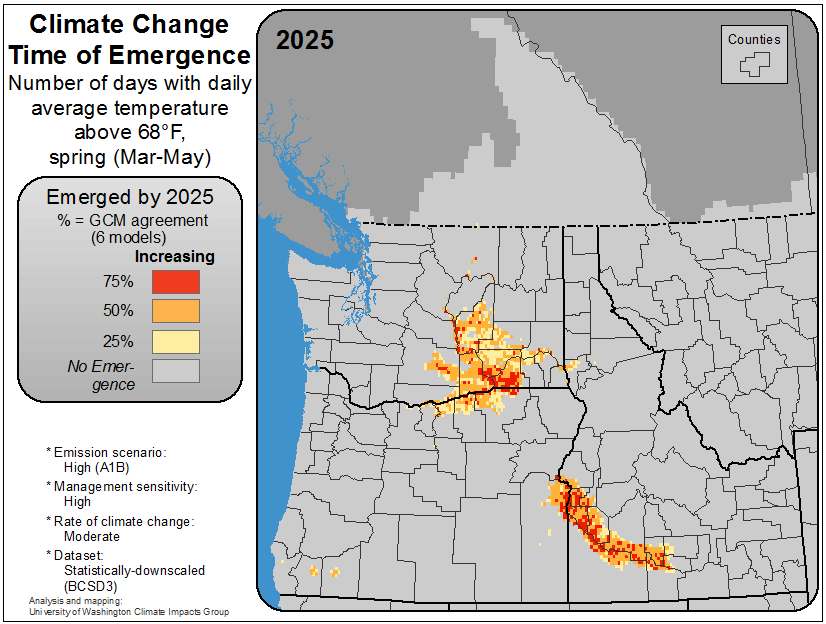 Climate Change
Time of Emergence
Number of days with daily
average temperature
above 68°F,
spring (Mar-May)
Emerged by 2025
% = GCM agreement
(6 models)
Increasing
75%
50%
25%
No Emer-
gence
* Emission scenario:
High (A1B)
* Management sensitivity:
High
* Rate of climate change:
Moderate
* Dataset:
Statistically-downscaled
(BCSD3)
Analysis and mapping:
University of Washington Climate Impacts Group
2025
Counties